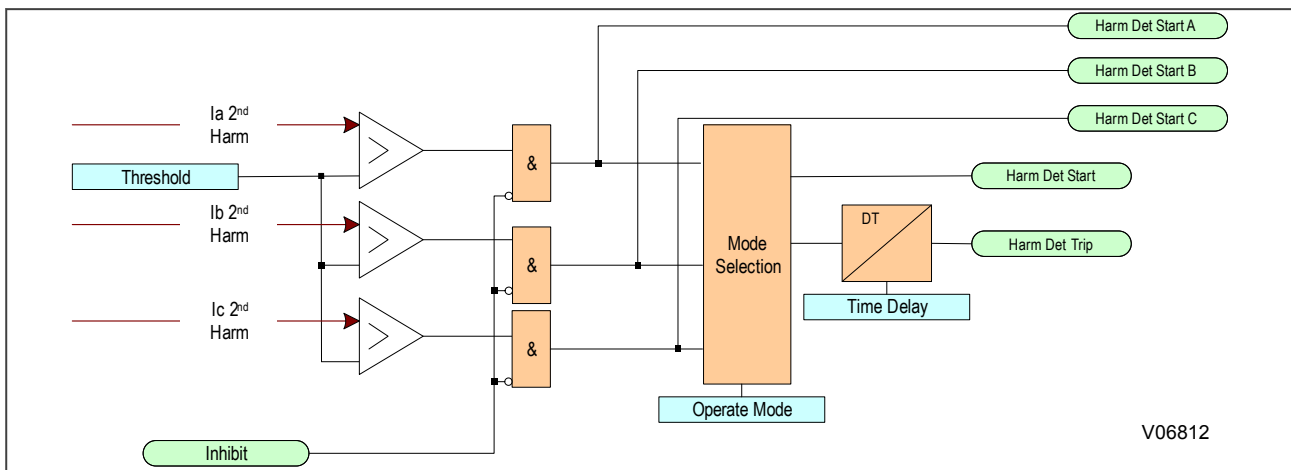 Harm Det Start A
Harm Det Start B
Harm Det Start C
Ia 2nd
Harm
Threshold
&
Harm Det Start
Ib 2nd
Harm
&
Mode
Selection
DT
Harm Det Trip
Time Delay
Ic 2nd
Harm
&
Operate Mode
Inhibit
V06812